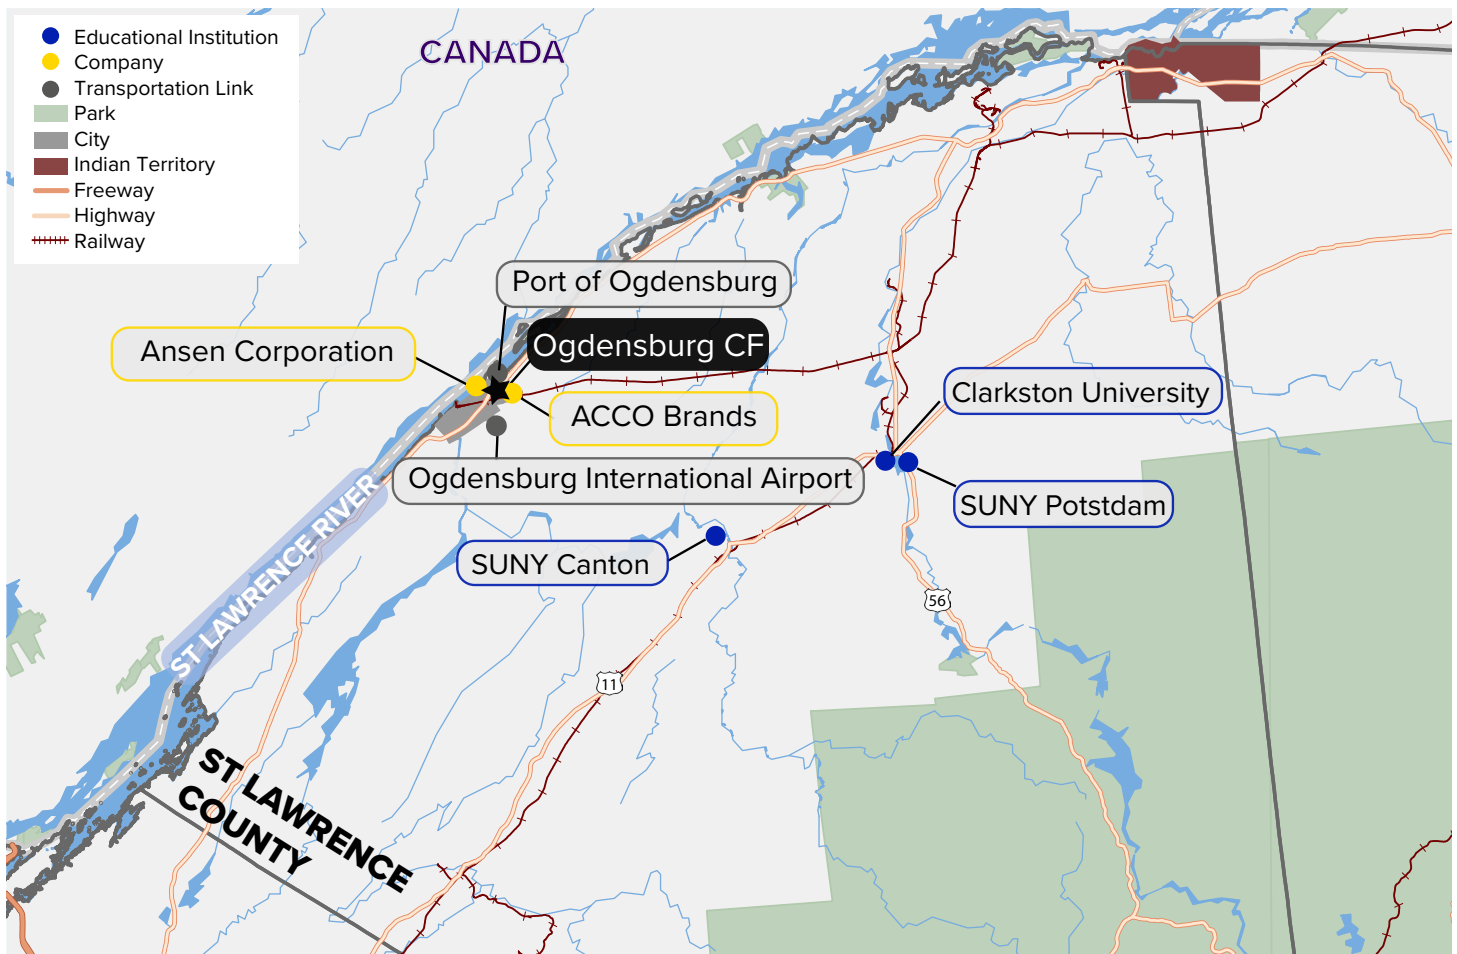 Educational Institution
Company
Transportation Link
Park
City
Indian Territory
Freeway
Highway
Railway
CANADA
Port of Ogdensburg
Ansen Corporation
Ogdensburg CF
ACCO Brands
Clarkston University
Ogdensburg International Airport
SUNY Potstdam
SUNY Canton
ST LAWRENCE RIVER
56
11
ST LAWRENCE
COUNTY